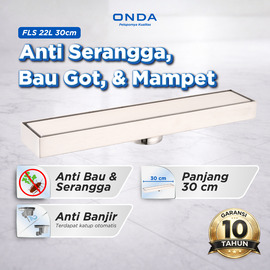 ONDA
Pelopornya Kualitas
FLS 22L 30cm
Anti Serangga,
Bau Got, & Mampet
Anti Bau &
Serangga
30 cm
Panjang
30 cm
Anti Banjir
Terdapat katup otomatis
GARANSI
10
TAHUN